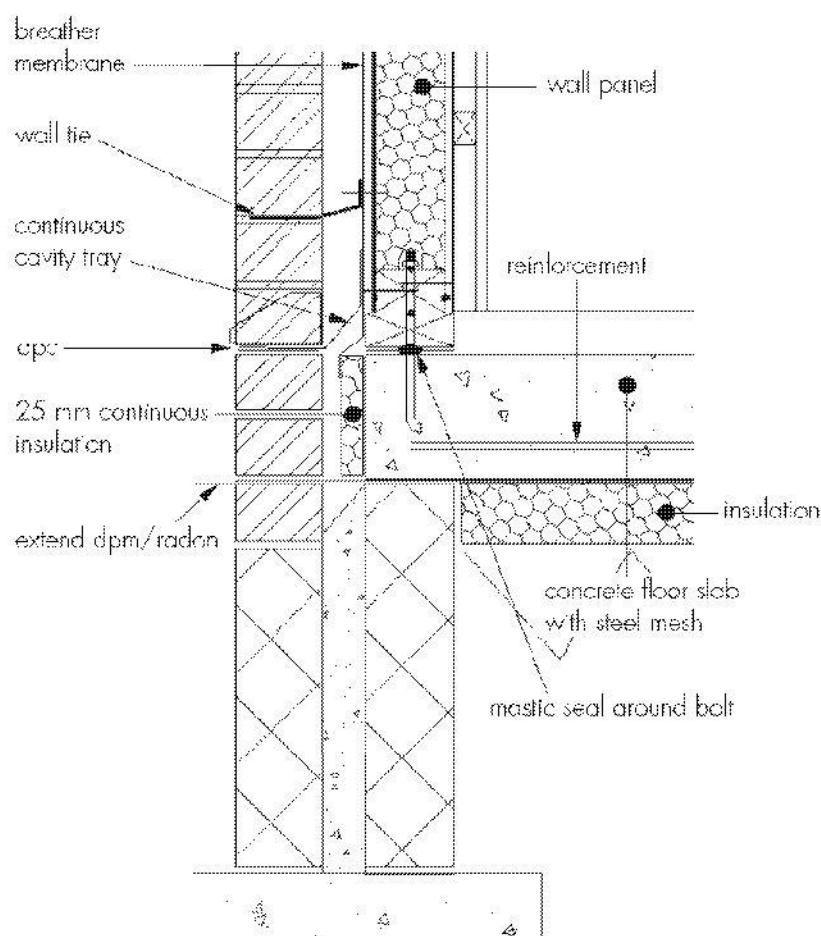 breather
membrane
wall panel
wall tie
continuous
cavity tray
reinforcement
dpc
25 mm continuous
insulation
insulation
extend dpm/radon
concrete floor slab
with steel mesh
mastic seal around bolt